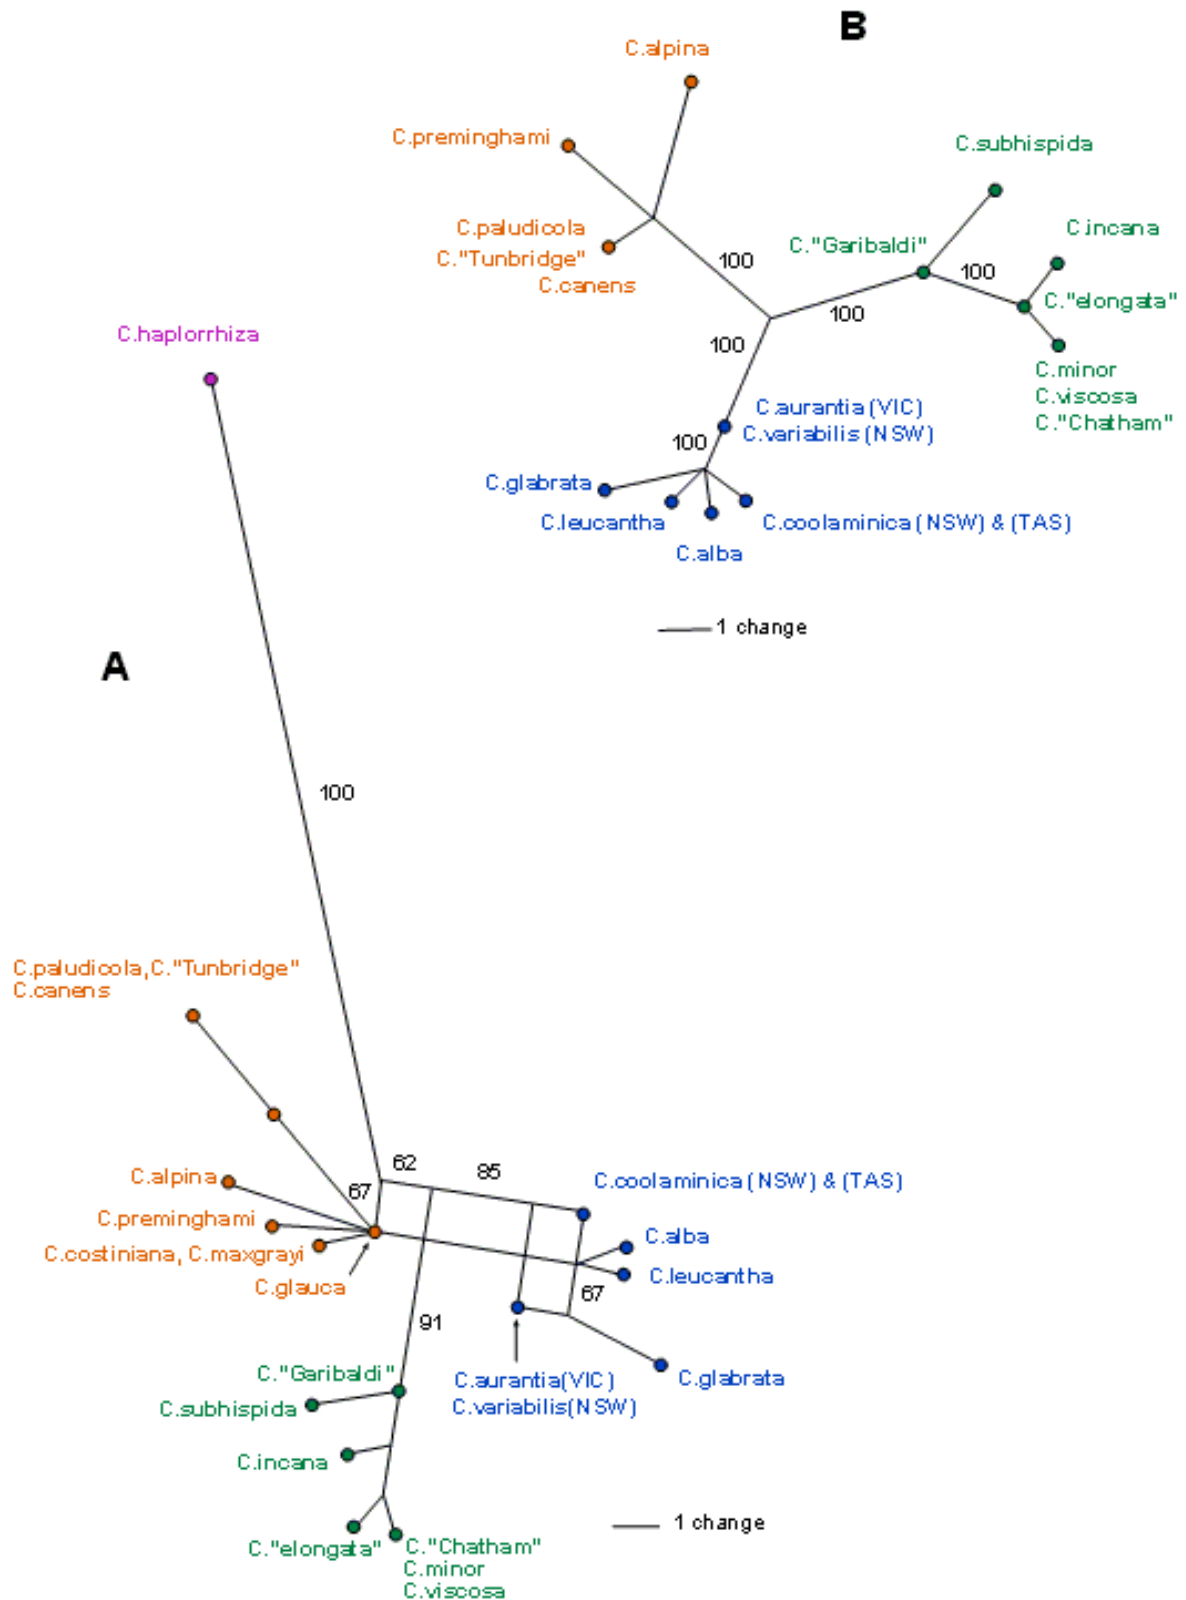 B
C.alpina
C.preminghami
C.subhispida
C.paludicola
C."Tunbridge"
C.canens
C."Garibaldi"
C.incana
100
100
100
C."elongata"
C.haplorrhiza
100
C.minor
C.viscosa
C."Chatham"
C.aurantia (VIC)
C.variabilis (NSW)
100
C.glabrata
C.leucantha
C.coolaminica (NSW) & (TAS)
C.alba
1 change
A
100
C.paludicola,C."Tunbridge"
C.canens
62
85
C.alpina
67
C.coolaminica (NSW) & (TAS)
C.preminghami
C.alba
C.costiniana, C.maxgrayi
C.leucantha
C.glauca
67
91
C."Garibaldi"
C.aurantia(VIC)
C.variabilis(NSW)
C.glabrata
C.subhispida
C.incana
1 change
C."elongata"
C."Chatham"
C.minor
C.viscosa